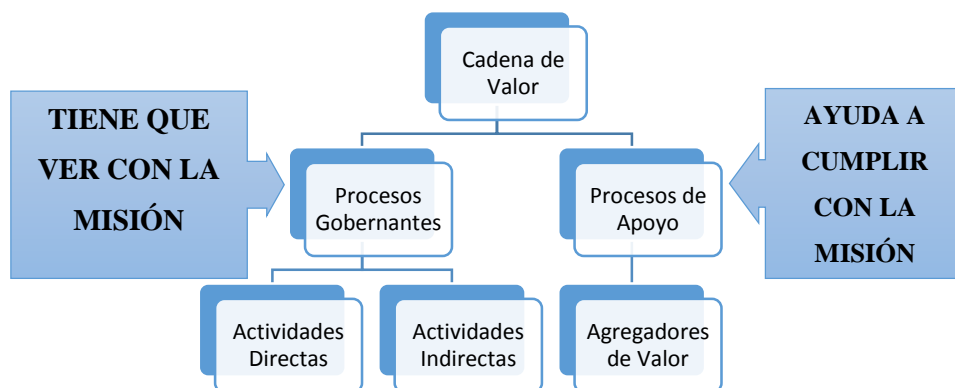 Cadena de
Valor
TIENE QUE
VER CON LA
MISIÓN
AYUDA A
CUMPLIR
CON LA
MISIÓN
Procesos
Gobernantes
Procesos de
Apoyo
Actividades
Directas
Actividades
Indirectas
Agregadores
de Valor